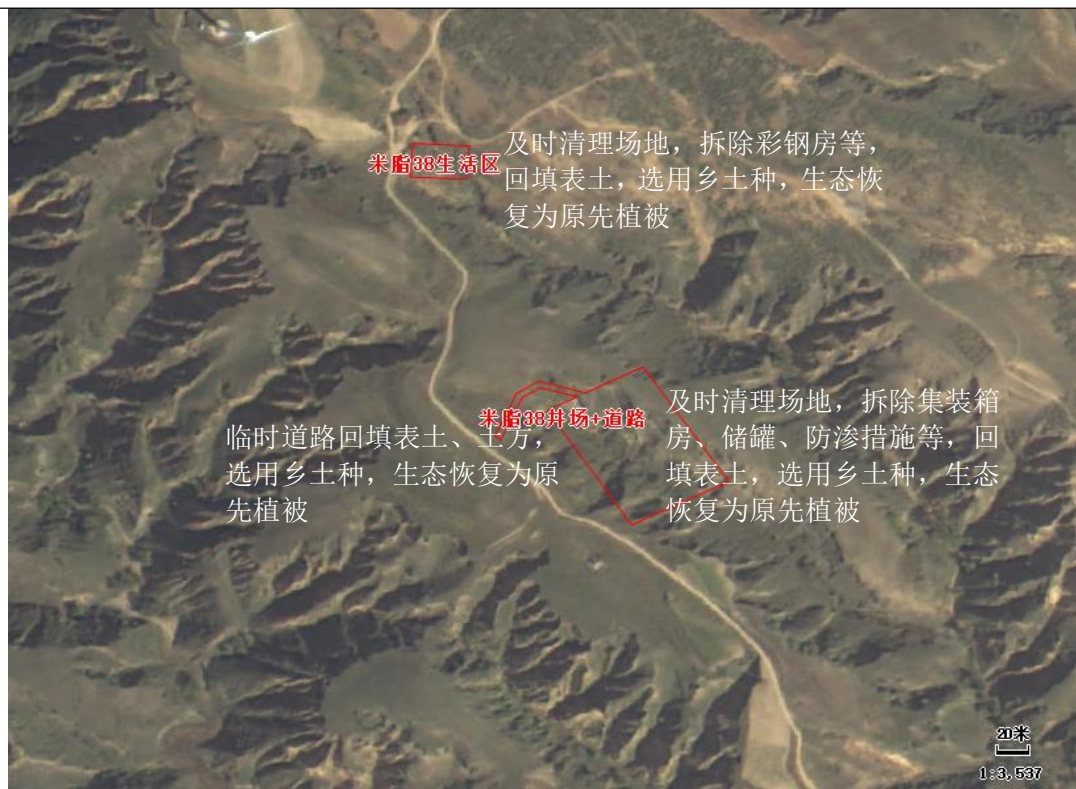 米脂38生活区
及时清理场地，拆除彩钢房等，
回填表土，选用乡土种，生态恢
复为原先植被
米脂38井场+道路
临时道路回填表土、土方，
选用乡土种，生态恢复为原
先植被
及时清理场地，拆除集装箱
房、储罐、防渗措施等，回
填表土，选用乡土种，生态
恢复为原先植被
20米
1:3,537